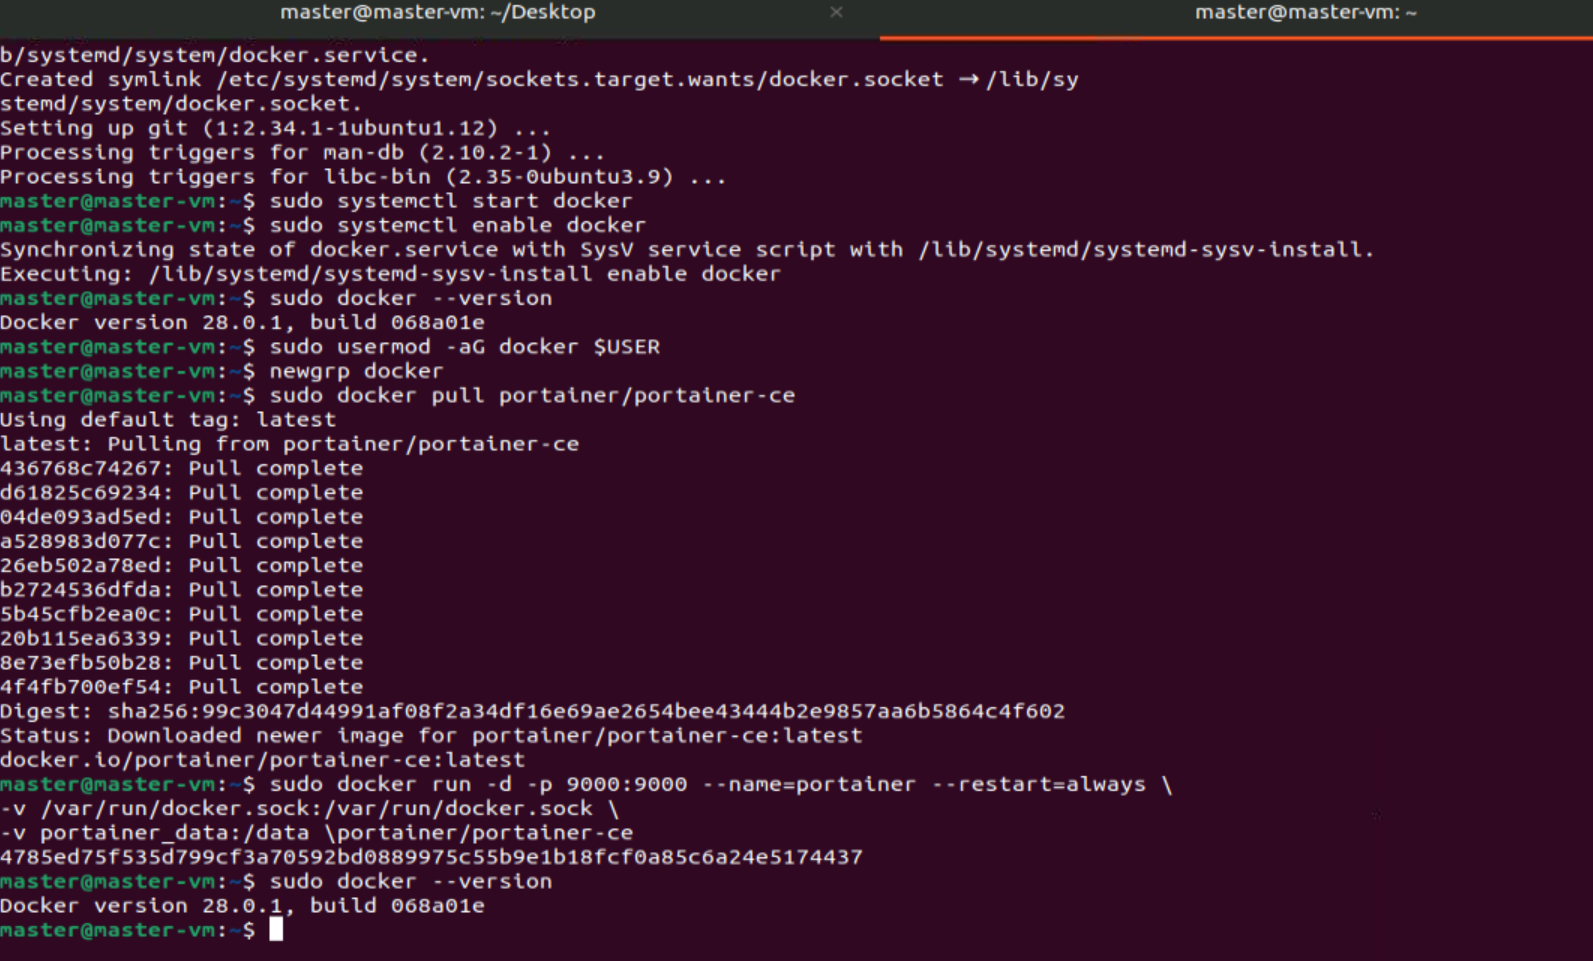 master@master-vm: ~/Desktop
×
master@master-vm: ~
b/systemd/system/docker.service.
Created symlink /etc/systemd/system/sockets.target.wants/docker.socket → /lib/sy
stemd/system/docker.socket.
Setting up git (1:2.34.1-1ubuntu1.12) ...
Processing triggers for man-db (2.10.2-1) ...
Processing triggers for libc-bin (2.35-0ubuntu3.9) ...
master@master-vm:~$ sudo systemctl start docker
master@master-vm:~$ sudo systemctl enable docker
Synchronizing state of docker.service with SysV service script with /lib/systemd/systemd-sysv-install.
Executing: /lib/systemd/systemd-sysv-install enable docker
master@master-vm:~$ sudo docker --version
Docker version 28.0.1, build 068a01e
master@master-vm:~$ sudo usermod -aG docker $USER
master@master-vm:~$ newgrp docker
master@master-vm:~$ sudo docker pull portainer/portainer-ce
Using default tag: latest
latest: Pulling from portainer/portainer-ce
436768c74267: Pull complete
d61825c69234: Pull complete
04de093ad5ed: Pull complete
a528983d077c: Pull complete
26eb502a78ed: Pull complete
b2724536dfda: Pull complete
5b45cfb2ea0c: Pull complete
20b115ea6339: Pull complete
8e73efb50b28: Pull complete
4f4fb700ef54: Pull complete
Digest: sha256:99c3047d44991af08f2a34df16e69ae2654bee43444b2e9857aa6b5864c4f602
Status: Downloaded newer image for portainer/portainer-ce:latest
docker.io/portainer/portainer-ce:latest
master@master-vm:~$ sudo docker run -d -p 9000:9000 --name=portainer --restart=always \
-v /var/run/docker.sock:/var/run/docker.sock \
-v portainer_data:/data \portainer/portainer-ce
4785ed75f535d799cf3a70592bd0889975c55b9e1b18fcf0a85c6a24e5174437
master@master-vm:~$ sudo docker --version
Docker version 28.0.1, build 068a01e
master@master-vm:~$